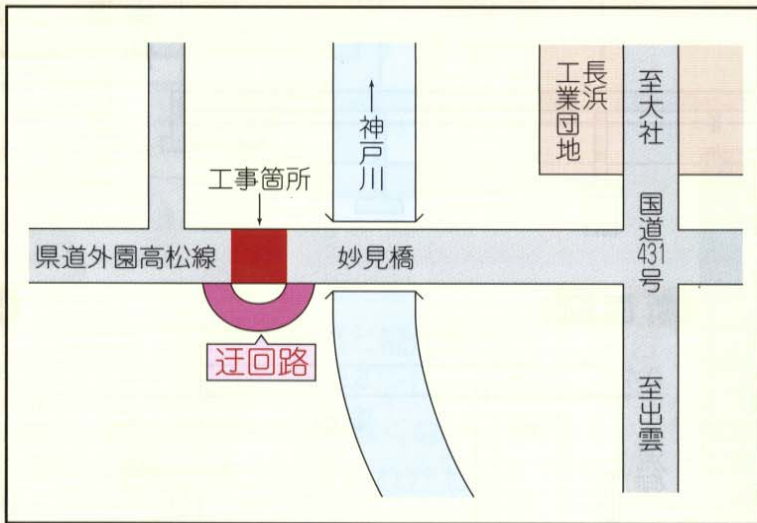 長浜
工業団地
至大社
↑神戸川
工事箇所
国道431号
県道外園高松線
妙見橋
迂回路
至出雲